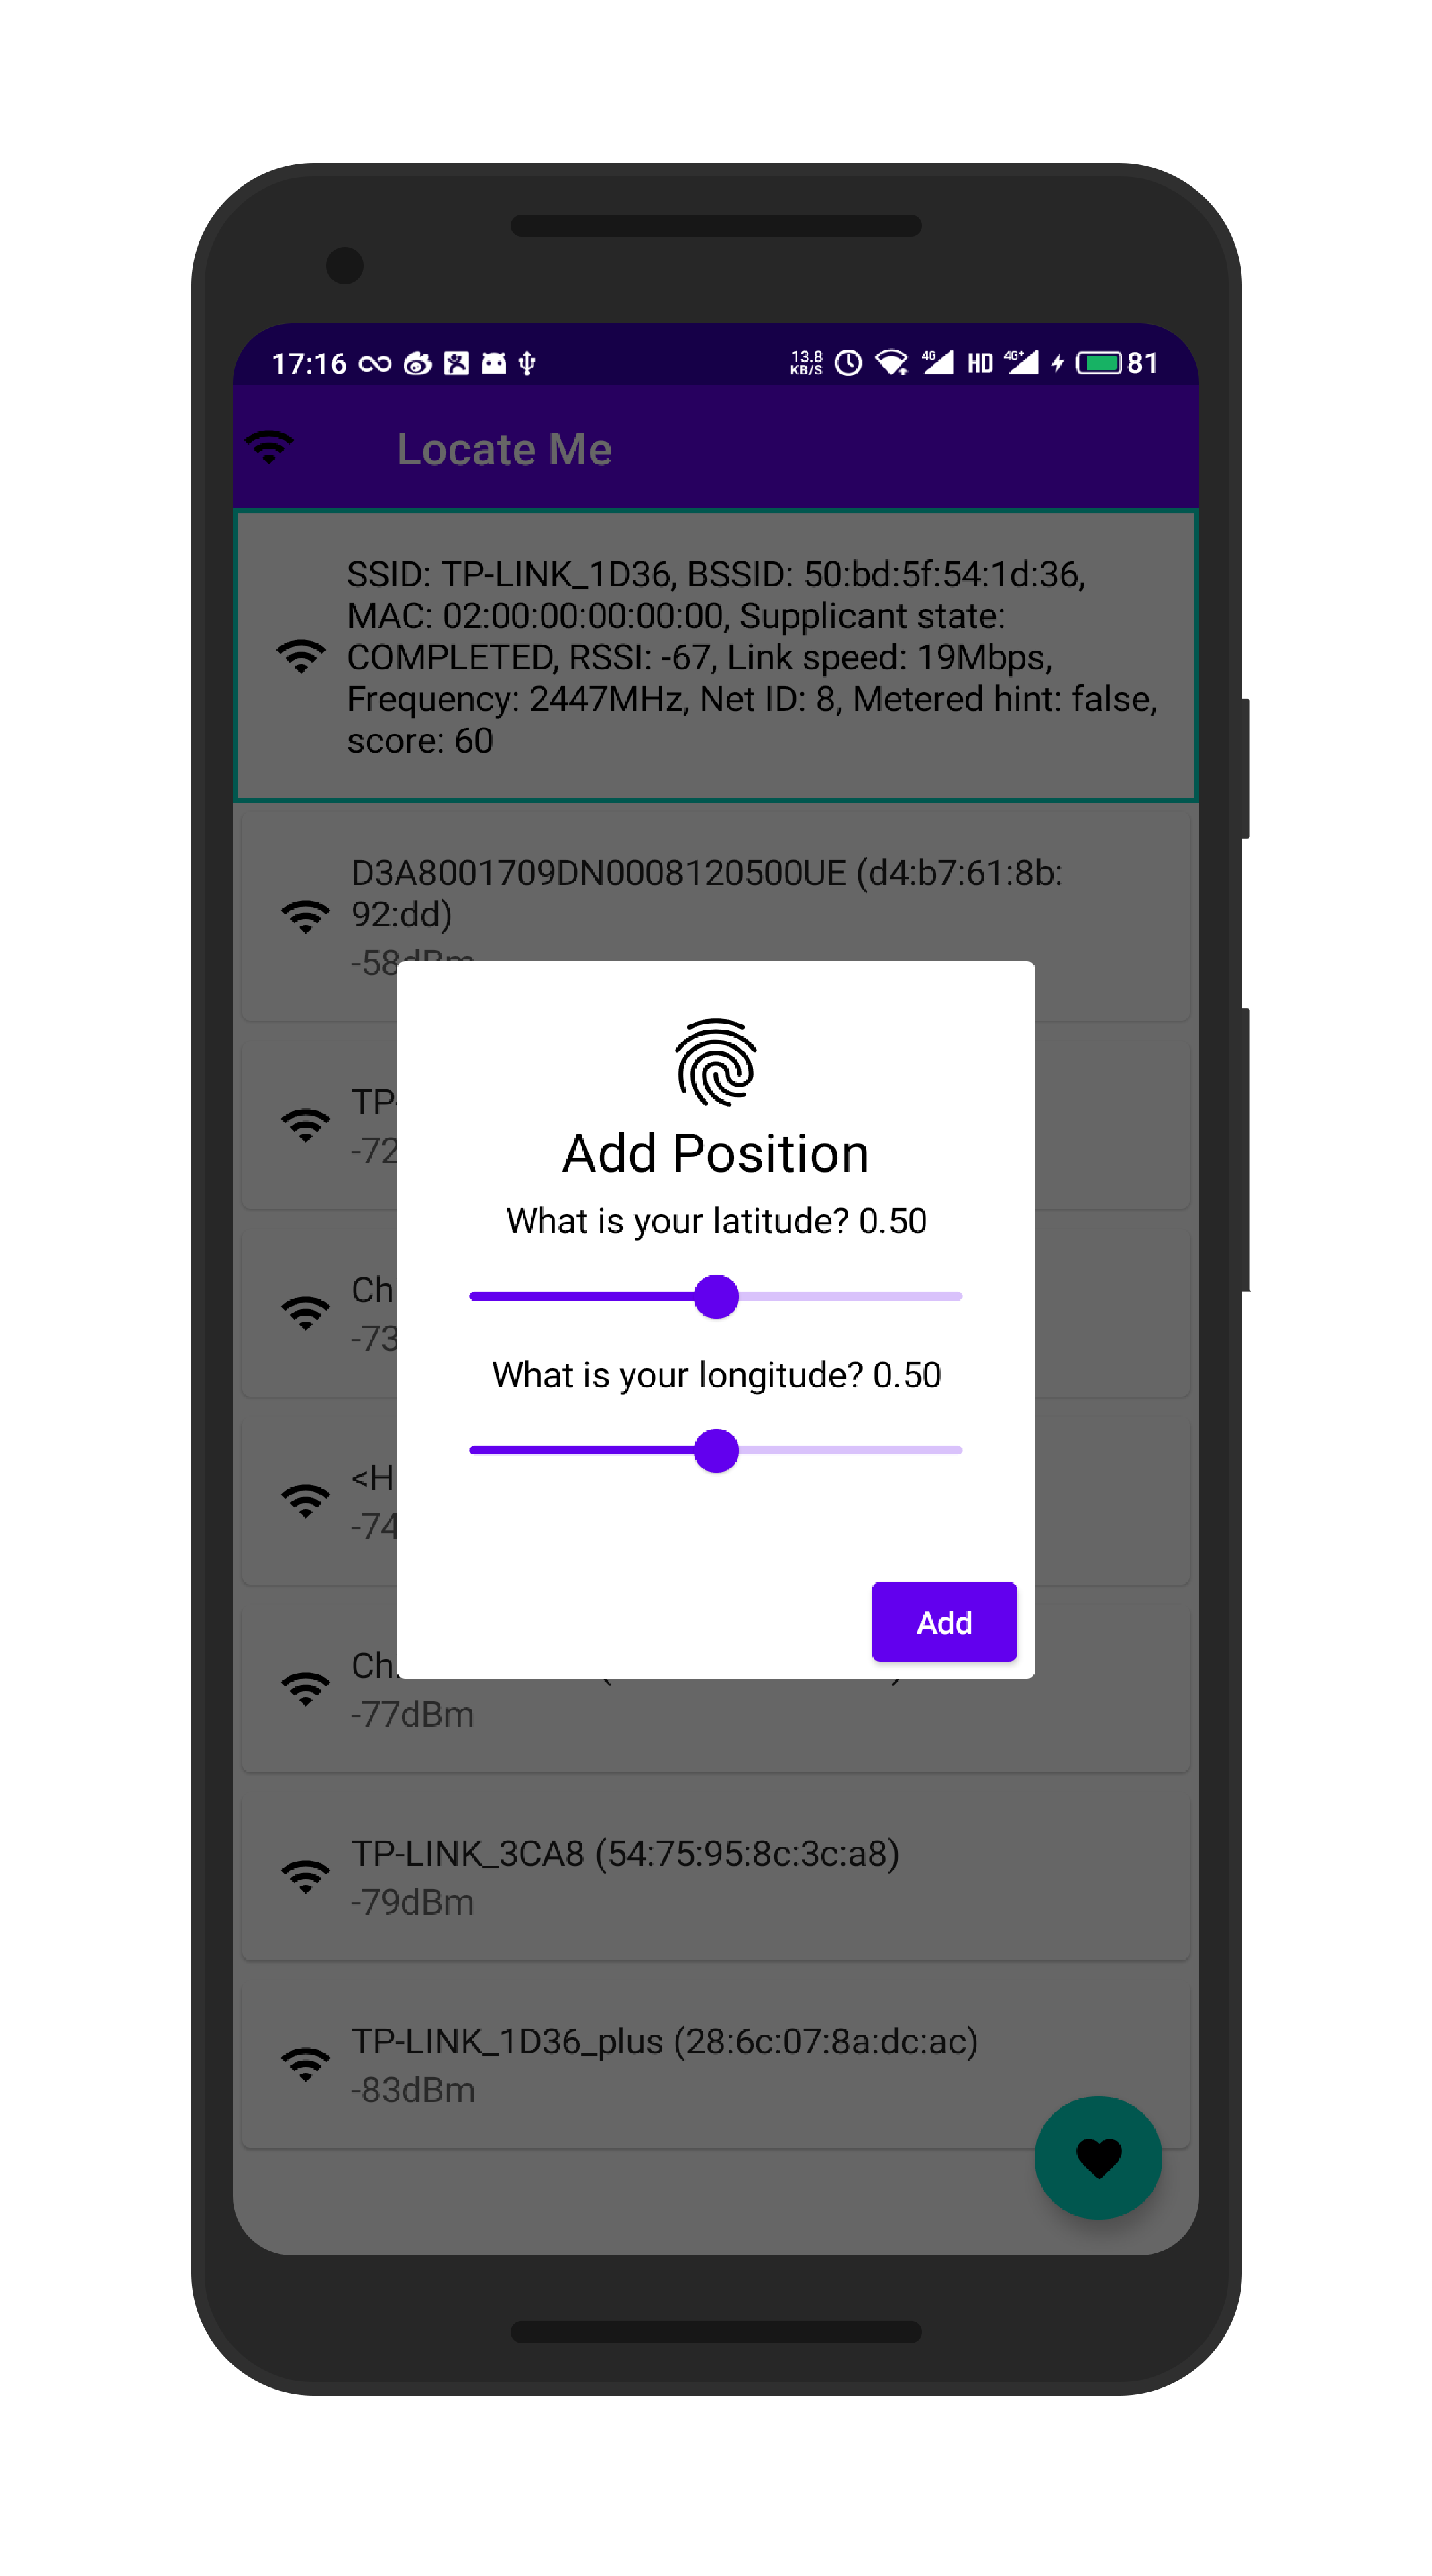 17:16
13.8
KB/S
4G
HD
4G+
81
Locate Me
SSID: TP-LINK_1D36, BSSID: 50:bd:5f:54:1d:36,
MAC: 02:00:00:00:00:00, Supplicant state:
COMPLETED, RSSI: -67, Link speed: 19Mbps,
Frequency: 2447MHz, Net ID: 8, Metered hint: false,
score: 60
D3A8001709DN0008120500UE (d4:b7:61:8b:
92:dd)
-58dBm
TP-
-72
Ch
-73
<H
-74
Ch
-77dBm
TP-LINK_3CA8 (54:75:95:8c:3c:a8)
-79dBm
TP-LINK_1D36_plus (28:6c:07:8a:dc:ac)
-83dBm
Add Position
What is your latitude? 0.50
What is your longitude? 0.50
Add